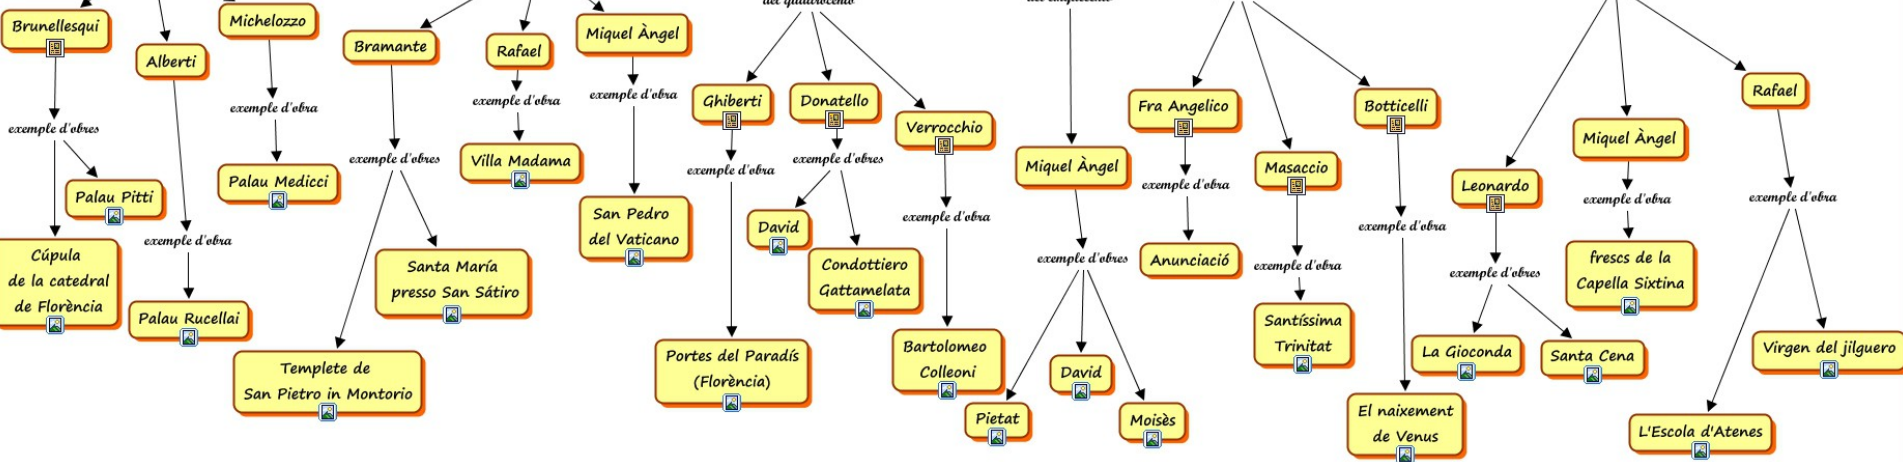 del quattrocento
Brunellesqui
exemple d'obres
Palau Pitti
Cúpula
de la catedral
de Florència
Alberti
exemple d'obra
Palau Rucellai
Michelozzo
exemple d'obra
Palau Medicci
Bramante
exemple d'obres
Templete de
San Pietro in Montorio
Santa María
presso San Sátiro
Rafael
exemple d'obra
Villa Madama
Miquel Àngel
exemple d'obra
San Pedro
del Vaticano
Ghiberti
exemple d'obra
Portes del Paradís
(Florència)
Donatello
exemple d'obres
David
Condottiero
Gattamelata
Verrocchio
exemple d'obra
Bartolomeo
Colleoni
Miquel Àngel
exemple d'obres
Pietat
David
Moisès
Fra Angelico
exemple d'obra
Anunciació
Masaccio
exemple d'obra
Santíssima
Trinitat
Botticelli
exemple d'obra
El naixement
de Venus
Leonardo
exemple d'obres
La Gioconda
Santa Cena
Miquel Àngel
exemple d'obra
frescs de la
Capella Sixtina
Rafael
exemple d'obra
L'Escola d'Atenes
Virgen del jilguero